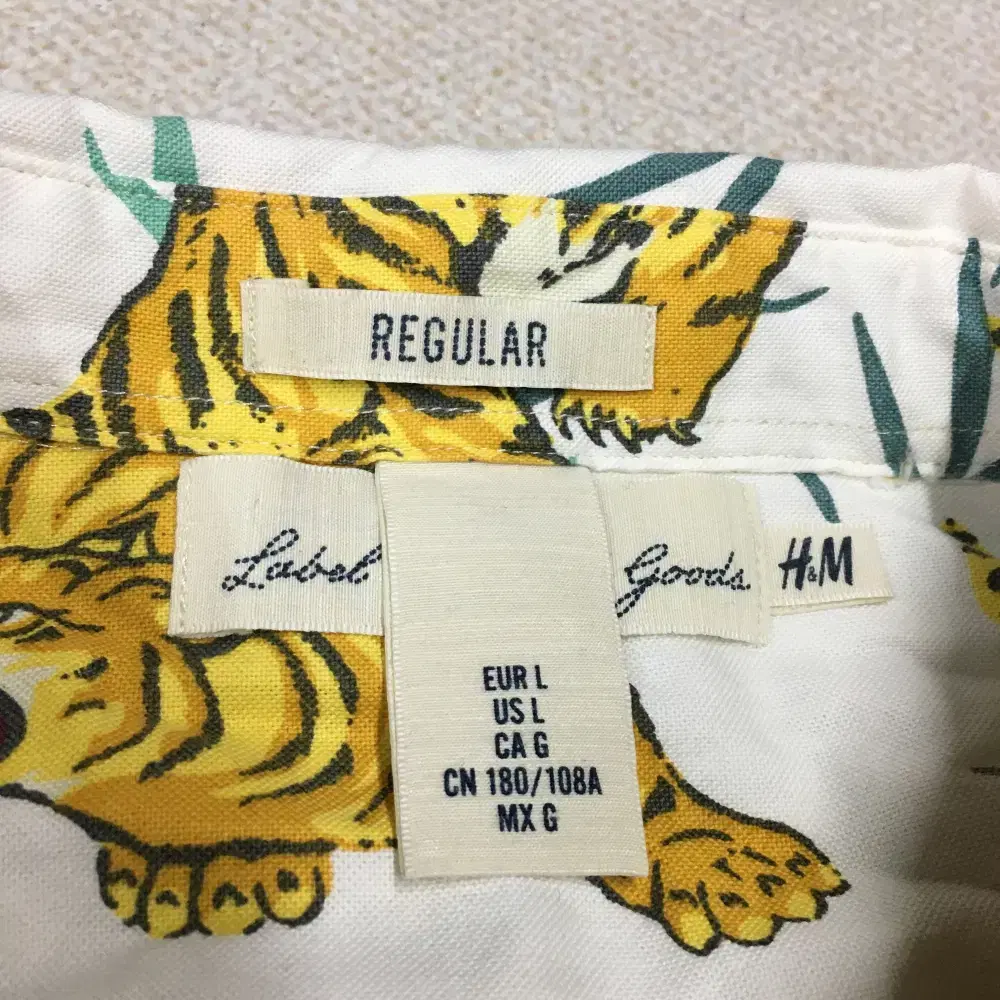 REGULAR
Label Goods H&M
EUR L
US L
CA G
CN 180/108A
MX G